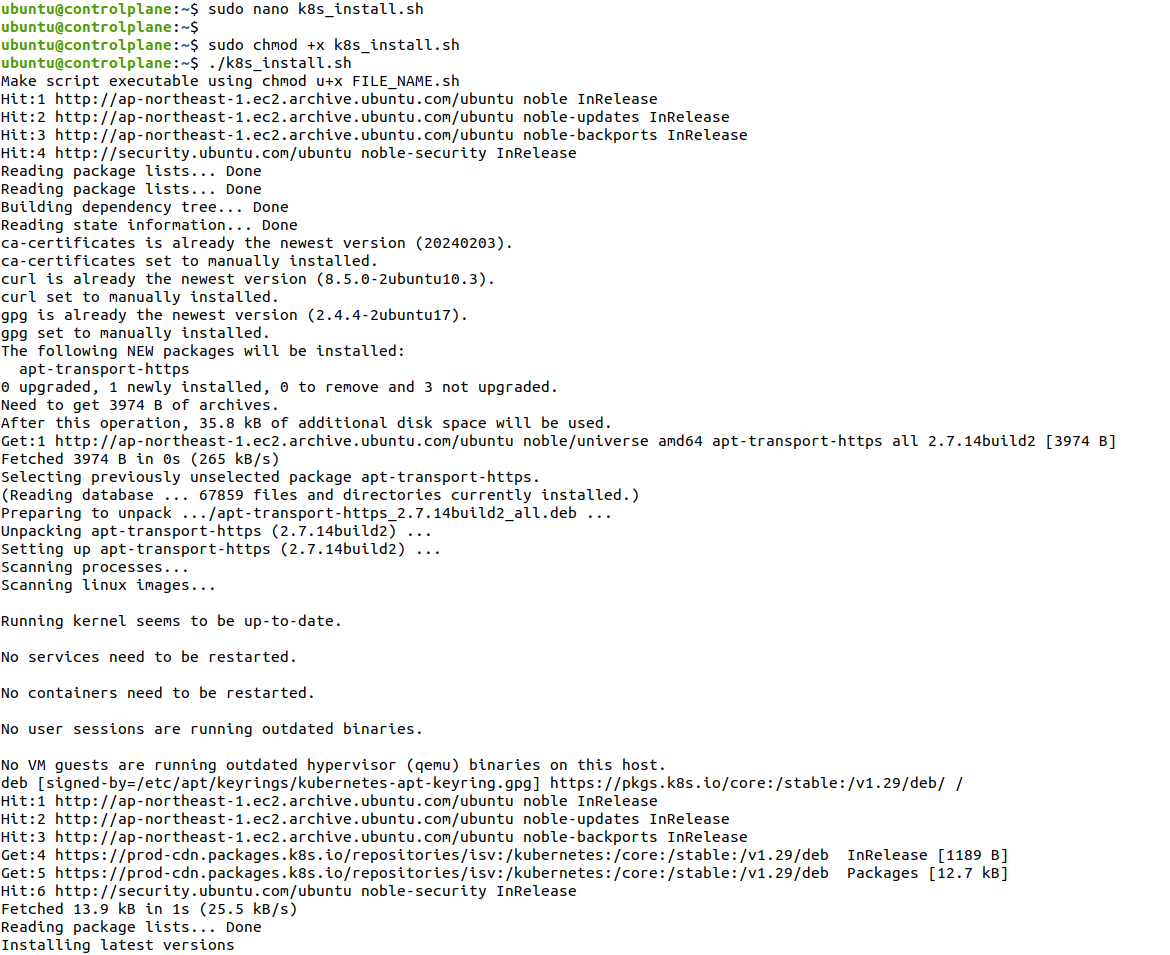 ubuntu@controlplane:~$ sudo nano k8s_install.sh
ubuntu@controlplane:~$
ubuntu@controlplane:~$ sudo chmod +x k8s_install.sh
ubuntu@controlplane:~$ ./k8s_install.sh
Make script executable using chmod u+x FILE_NAME.sh
Hit:1 http://ap-northeast-1.ec2.archive.ubuntu.com/ubuntu noble InRelease
Hit:2 http://ap-northeast-1.ec2.archive.ubuntu.com/ubuntu noble-updates InRelease
Hit:3 http://ap-northeast-1.ec2.archive.ubuntu.com/ubuntu noble-backports InRelease
Hit:4 http://security.ubuntu.com/ubuntu noble-security InRelease
Reading package lists... Done
Reading package lists... Done
Building dependency tree... Done
Reading state information... Done
ca-certificates is already the newest version (20240203).
ca-certificates set to manually installed.
curl is already the newest version (8.5.0-2ubuntu10.3).
curl set to manually installed.
gpg is already the newest version (2.4.4-2ubuntu17).
gpg set to manually installed.
The following NEW packages will be installed:
  apt-transport-https
0 upgraded, 1 newly installed, 0 to remove and 3 not upgraded.
Need to get 3974 B of archives.
After this operation, 35.8 kB of additional disk space will be used.
Get:1 http://ap-northeast-1.ec2.archive.ubuntu.com/ubuntu noble/universe amd64 apt-transport-https all 2.7.14build2 [3974 B]
Fetched 3974 B in 0s (265 kB/s)
Selecting previously unselected package apt-transport-https.
(Reading database ... 67859 files and directories currently installed.)
Preparing to unpack .../apt-transport-https_2.7.14build2_all.deb ...
Unpacking apt-transport-https (2.7.14build2) ...
Setting up apt-transport-https (2.7.14build2) ...
Scanning processes...
Scanning linux images...
Running kernel seems to be up-to-date.
No services need to be restarted.
No containers need to be restarted.
No user sessions are running outdated binaries.
No VM guests are running outdated hypervisor (qemu) binaries on this host.
deb [signed-by=/etc/apt/keyrings/kubernetes-apt-keyring.gpg] https://pkgs.k8s.io/core:/stable:/v1.29/deb/ /
Hit:1 http://ap-northeast-1.ec2.archive.ubuntu.com/ubuntu noble InRelease
Hit:2 http://ap-northeast-1.ec2.archive.ubuntu.com/ubuntu noble-updates InRelease
Hit:3 http://ap-northeast-1.ec2.archive.ubuntu.com/ubuntu noble-backports InRelease
Get:4 https://prod-cdn.packages.k8s.io/repositories/isv:/kubernetes:/core:/stable:/v1.29/deb  InRelease [1189 B]
Get:5 https://prod-cdn.packages.k8s.io/repositories/isv:/kubernetes:/core:/stable:/v1.29/deb  Packages [12.7 kB]
Hit:6 http://security.ubuntu.com/ubuntu noble-security InRelease
Fetched 13.9 kB in 1s (25.5 kB/s)
Reading package lists... Done
Installing latest versions